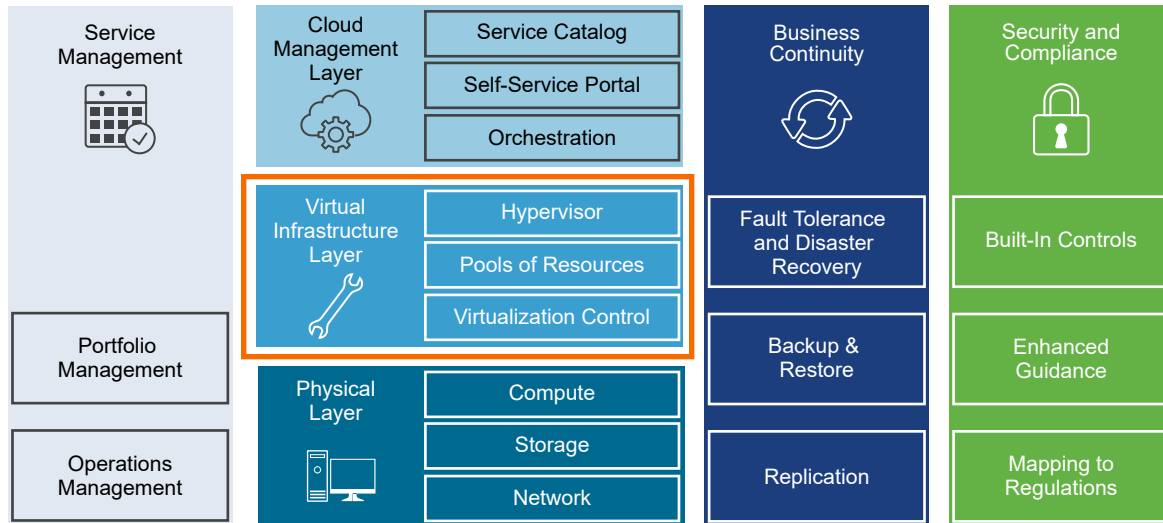 Service
Management
Portfolio
Management
Operations
Management
Cloud
Management
Layer
Service Catalog
Self-Service Portal
Orchestration
Virtual
Infrastructure
Layer
Hypervisor
Pools of Resources
Virtualization Control
Physical
Layer
Compute
Storage
Network
Business
Continuity
Fault Tolerance
and Disaster
Recovery
Backup &
Restore
Replication
Security and
Compliance
Built-In Controls
Enhanced
Guidance
Mapping to
Regulations